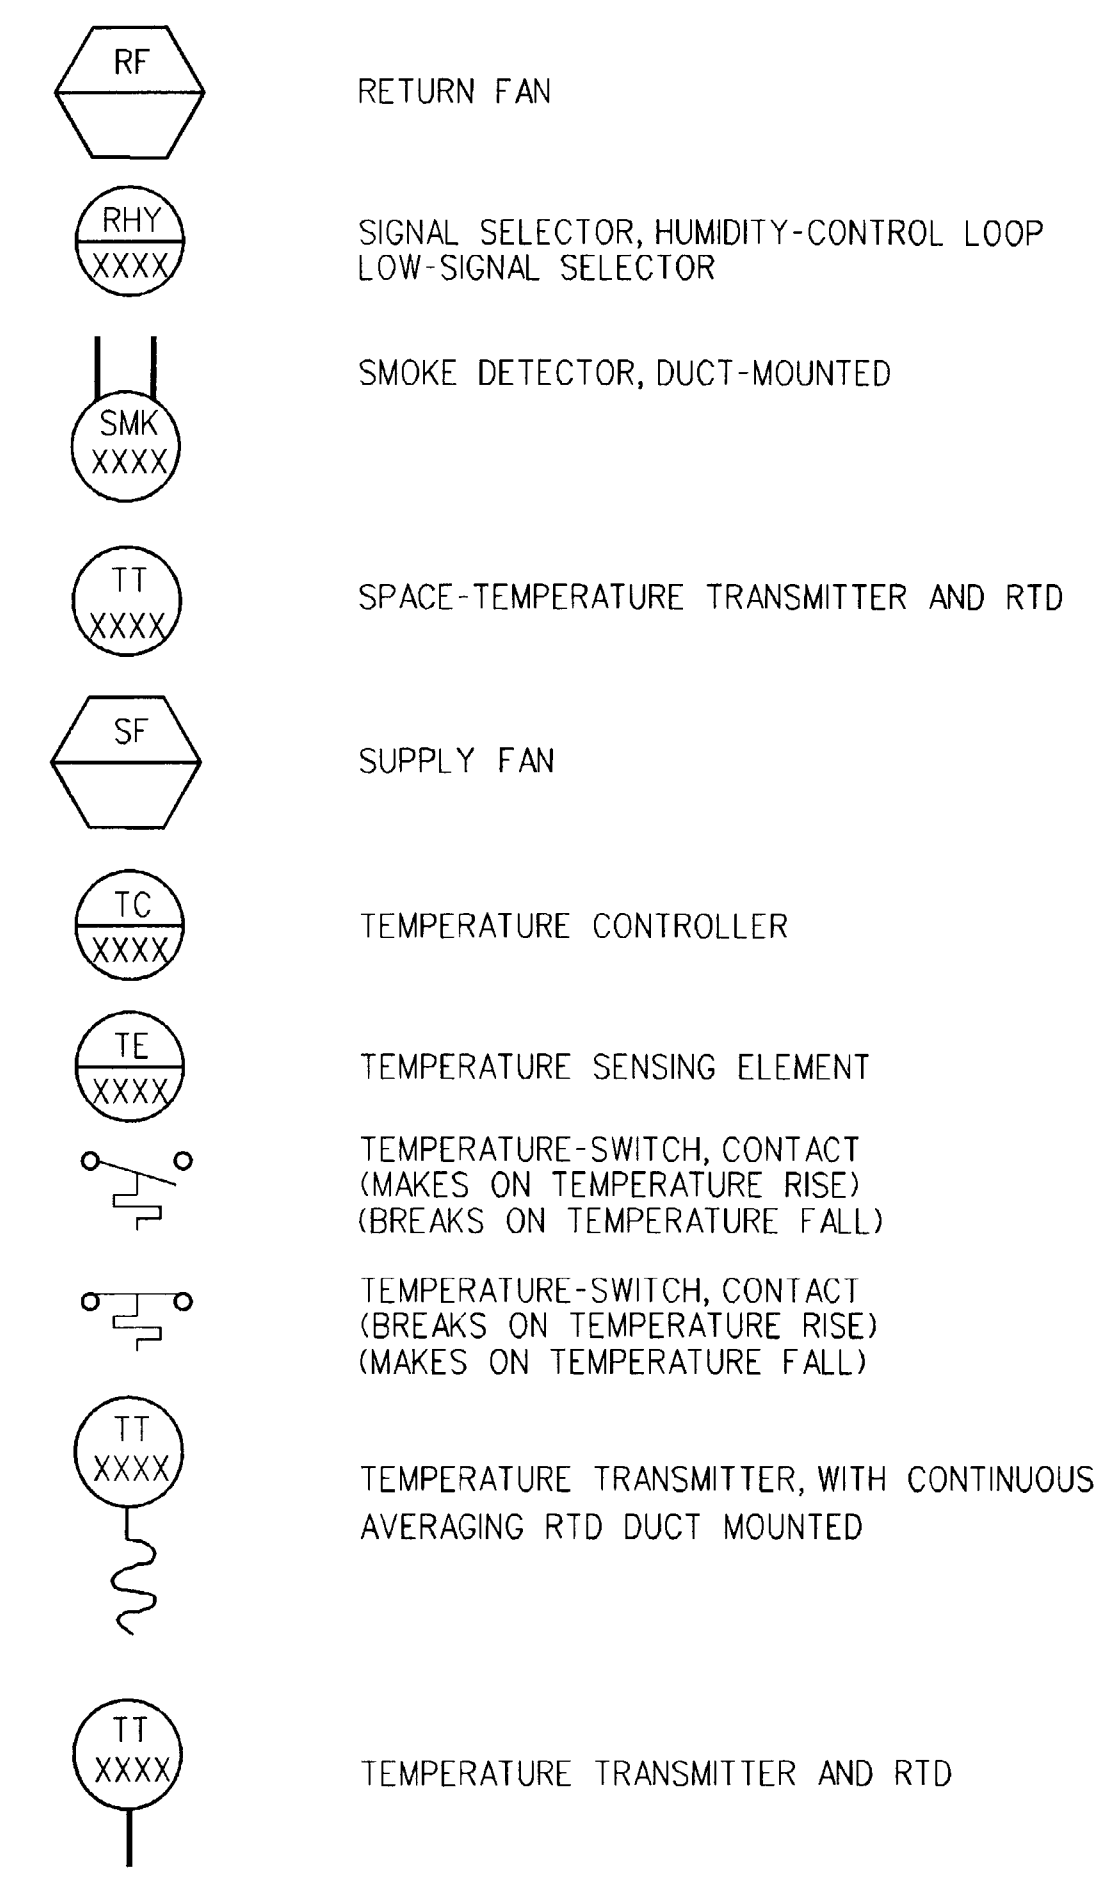 RF
RETURN FAN
RHY
XXXX
SIGNAL SELECTOR, HUMIDITY-CONTROL LOOP
LOW-SIGNAL SELECTOR
SMOKE DETECTOR, DUCT-MOUNTED
SMK
XXXX
TT
XXXX
SPACE-TEMPERATURE TRANSMITTER AND RTD
SF
SUPPLY FAN
TC
XXXX
TEMPERATURE CONTROLLER
TE
XXXX
TEMPERATURE SENSING ELEMENT
TEMPERATURE-SWITCH, CONTACT
(MAKES ON TEMPERATURE RISE)
(BREAKS ON TEMPERATURE FALL)
TEMPERATURE-SWITCH, CONTACT
(BREAKS ON TEMPERATURE RISE)
(MAKES ON TEMPERATURE FALL)
TT
XXXX
TEMPERATURE TRANSMITTER, WITH CONTINUOUS
AVERAGING RTD DUCT MOUNTED
TT
XXXX
TEMPERATURE TRANSMITTER AND RTD